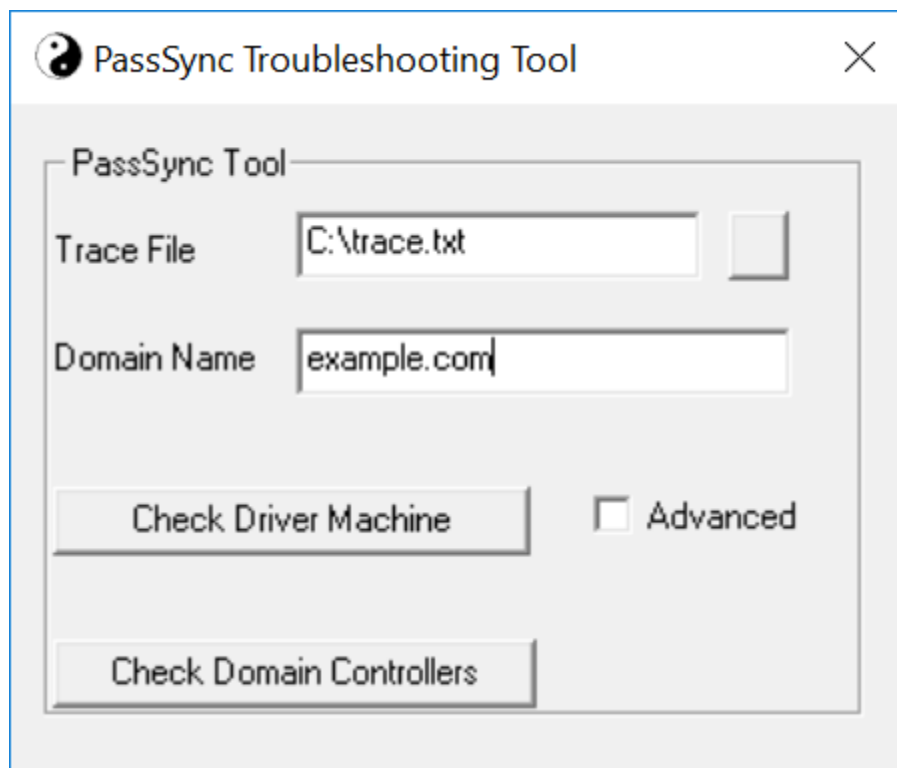 PassSync Troubleshooting Tool
PassSync Tool
Trace File C:\trace.txt
Domain Name example.com
Check Driver Machine Advanced
Check Domain Controllers